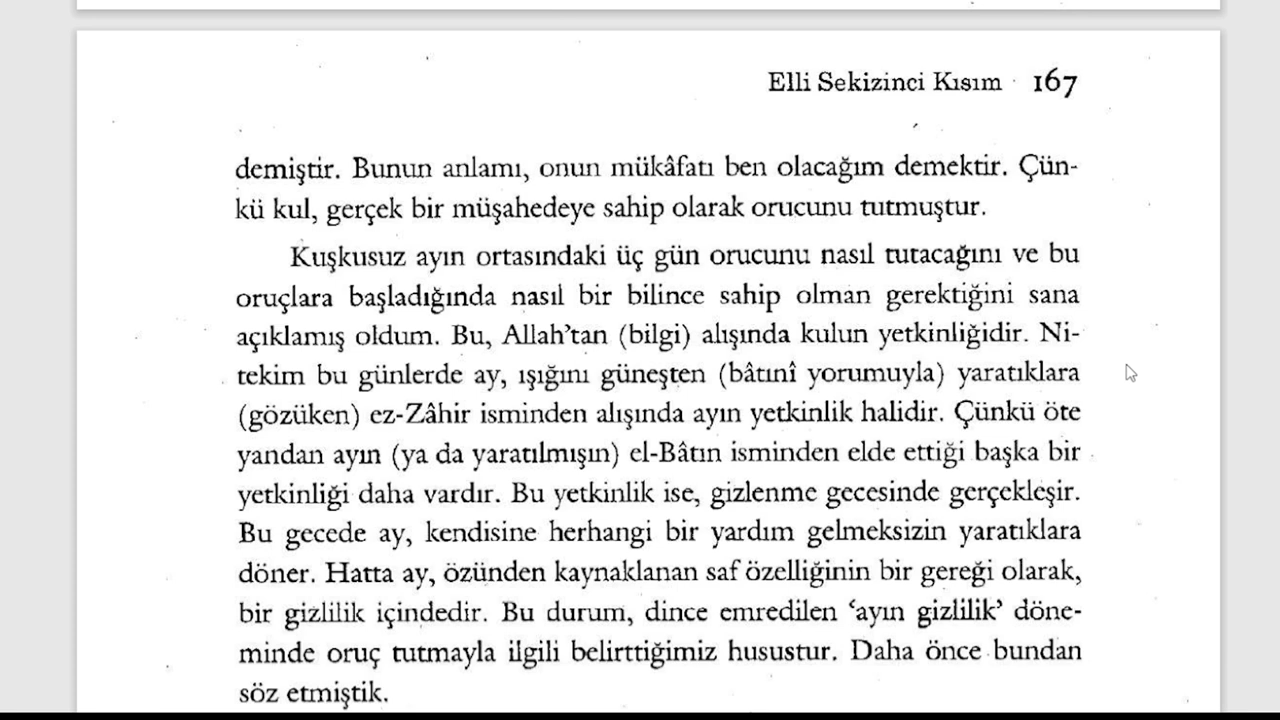 Elli Sekizinci Kısım · 167
demiştir. Bunun anlamı, onun mükâfatı ben olacağım demektir. Çün-
kü kul, gerçek bir müşahedeye sahip olarak orucunu tutmuştur.
Kuşkusuz ayın ortasındaki üç gün orucunu nasıl tutacağını ve bu
oruçlara başladığında nasıl bir bilince sahip olman gerektiğini sana
açıklamış oldum. Bu, Allah’tan (bilgi) alışında kulun yetkinliğidir. Ni-
tekim bu günlerde ay, ışığını güneşten (bâtınî yorumuyla) yaratıklara
(gözüken) ez-Zâhir isminden alışında ayın yetkinlik halidir. Çünkü öte
yandan ayın (ya da yaratılmışın) el-Bâtın isminden elde ettiği başka bir
yetkinliği daha vardır. Bu yetkinlik ise, gizlenme gecesinde gerçekleşir.
Bu gecede ay, kendisine herhangi bir yardım gelmeksizin yaratıklara
döner. Hatta ay, özünden kaynaklanan saf özelliğinin bir gereği olarak,
bir gizlilik içindedir. Bu durum, dince emredilen ‘ayın gizlilik’ döne-
minde oruç tutmayla ilgili belirttiğimiz husustur. Daha önce bundan
söz etmiştik.